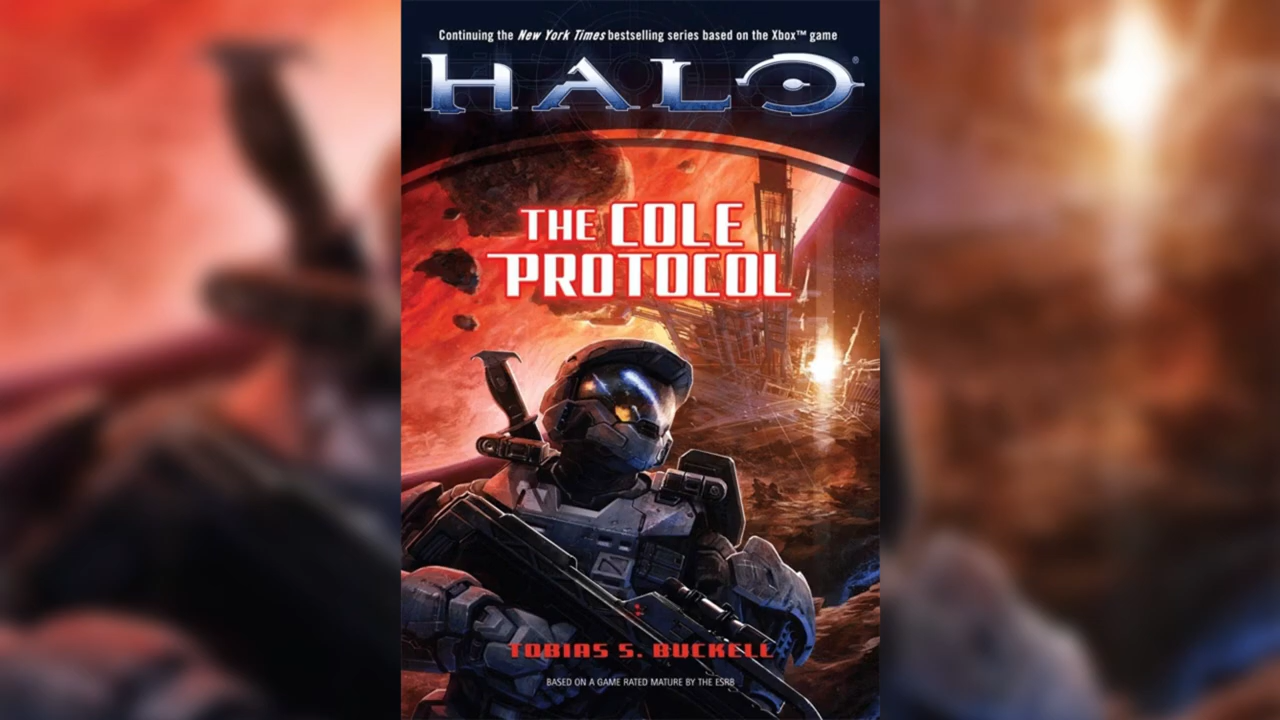 Continuing the New York Times bestselling series based on the Xbox™ game
HALO®
THE COLE
PROTOCOL
TOBIAS S. BUCKELL
BASED ON A GAME RATED MATURE BY THE ESRB